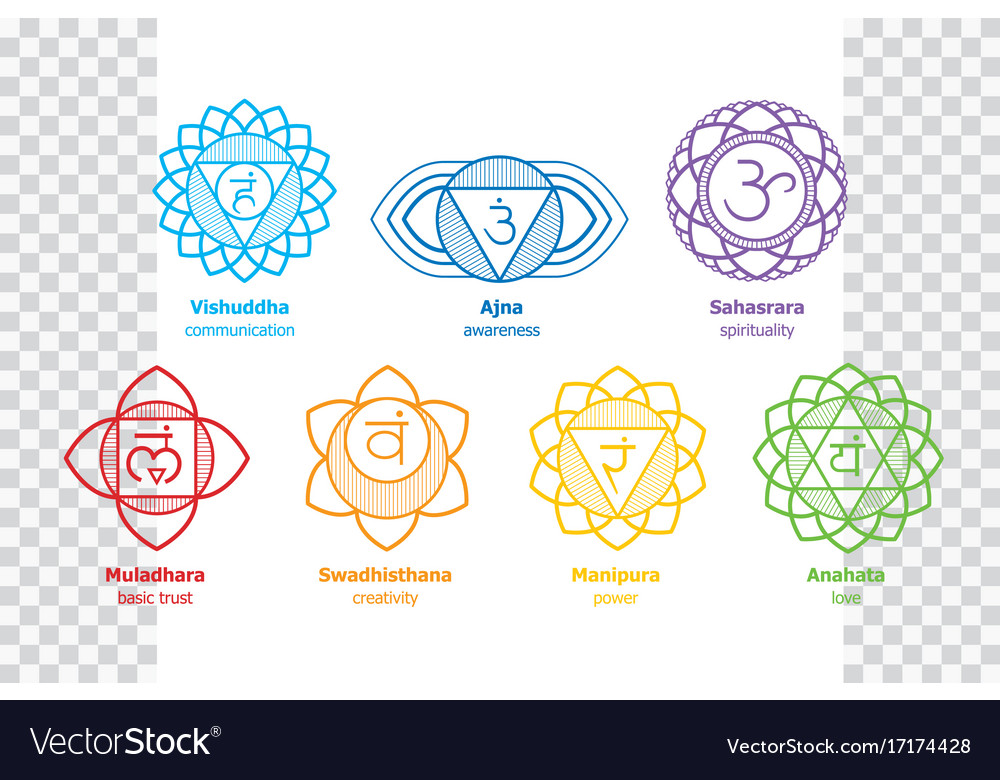 हं
उं
ॐ
Vishuddha
communication
Ajna
awareness
Sahasrara
spirituality
लं
वं
रं
यं
Muladhara
basic trust
Swadhisthana
creativity
Manipura
power
Anahata
love
VectorStock®
VectorStock.com/17174428